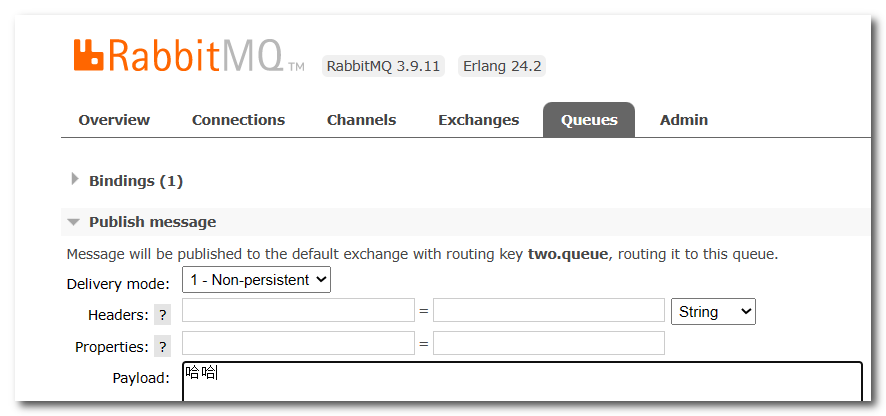 RabbitMQ TM RabbitMQ 3.9.11 Erlang 24.2
Overview Connections Channels Exchanges Queues Admin
Bindings (1)
Publish message
Message will be published to the default exchange with routing key two.queue, routing it to this queue.
Delivery mode: 1 - Non-persistent
Headers: ? = String
Properties: ? =
Payload: 哈哈